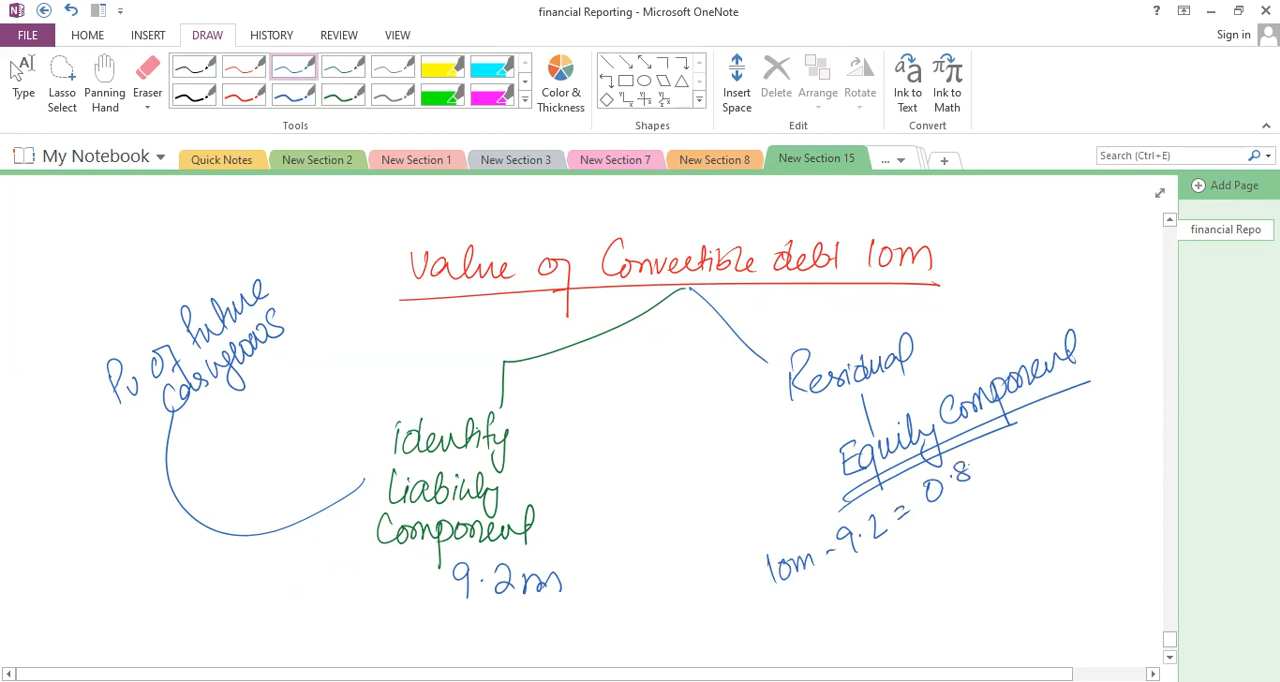 financial Reporting - Microsoft OneNote
?
FILE
HOME
INSERT
DRAW
HISTORY
REVIEW
VIEW
Sign in
Type
Lasso
Select
Panning
Hand
Eraser
Color &
Thickness
Insert
Space
Delete
Arrange
Rotate
Ink to
Text
Ink to
Math
Tools
Shapes
Edit
Convert
My Notebook
Quick Notes
New Section 2
New Section 1
New Section 3
New Section 7
New Section 8
New Section 15
...
Search (Ctrl+E)
Add Page
financial Repo
Value of Convertible debt 10m
Pv of Future
Cashflows
Identify
Liability
Component
9.2m
Residual
Equity Component
10m - 9.2 = 0.8